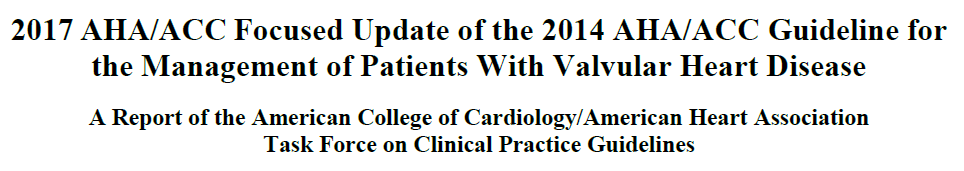 2017 AHA/ACC Focused Update of the 2014 AHA/ACC Guideline for
the Management of Patients With Valvular Heart Disease
A Report of the American College of Cardiology/American Heart Association
Task Force on Clinical Practice Guidelines